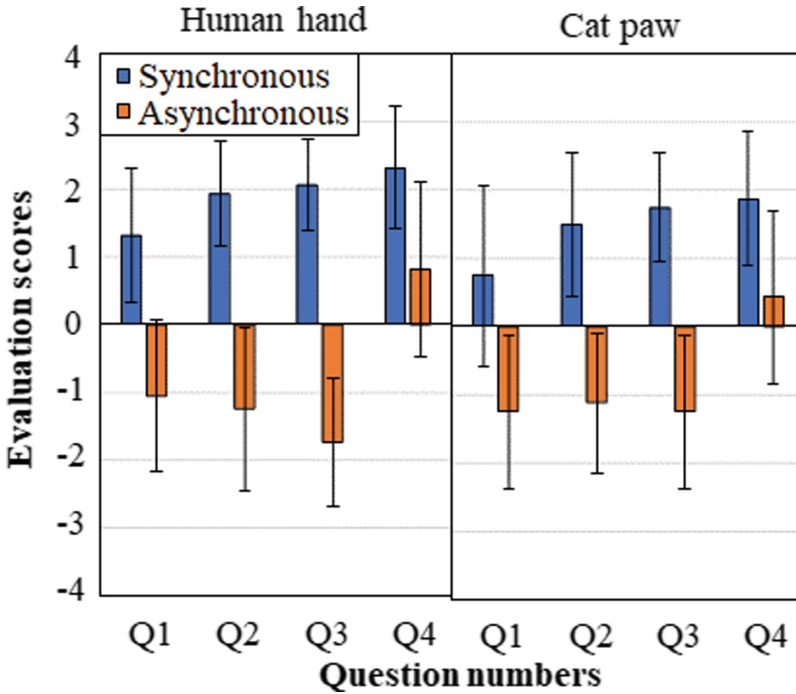 Human hand
Cat paw
Synchronous
Asynchronous
4
3
2
1
0
-1
-2
-3
-4
Evaluation scores
Q1 Q2 Q3 Q4 Q1 Q2 Q3 Q4
Question numbers